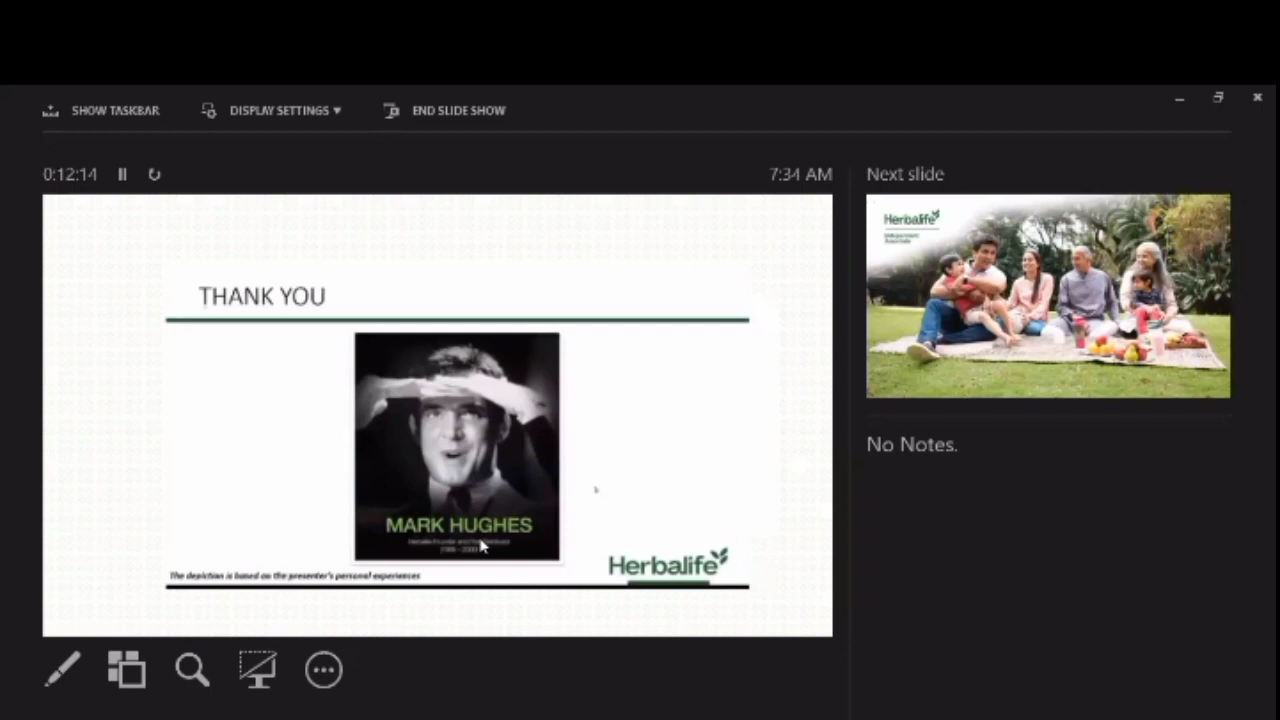 SHOW TASKBAR
DISPLAY SETTINGS ▾
END SLIDE SHOW
0:12:14
7:34 AM
Next slide
THANK YOU
MARK HUGHES
The depiction is based on the presenter's personal experiences
Herbalife
Herbalife
No Notes.